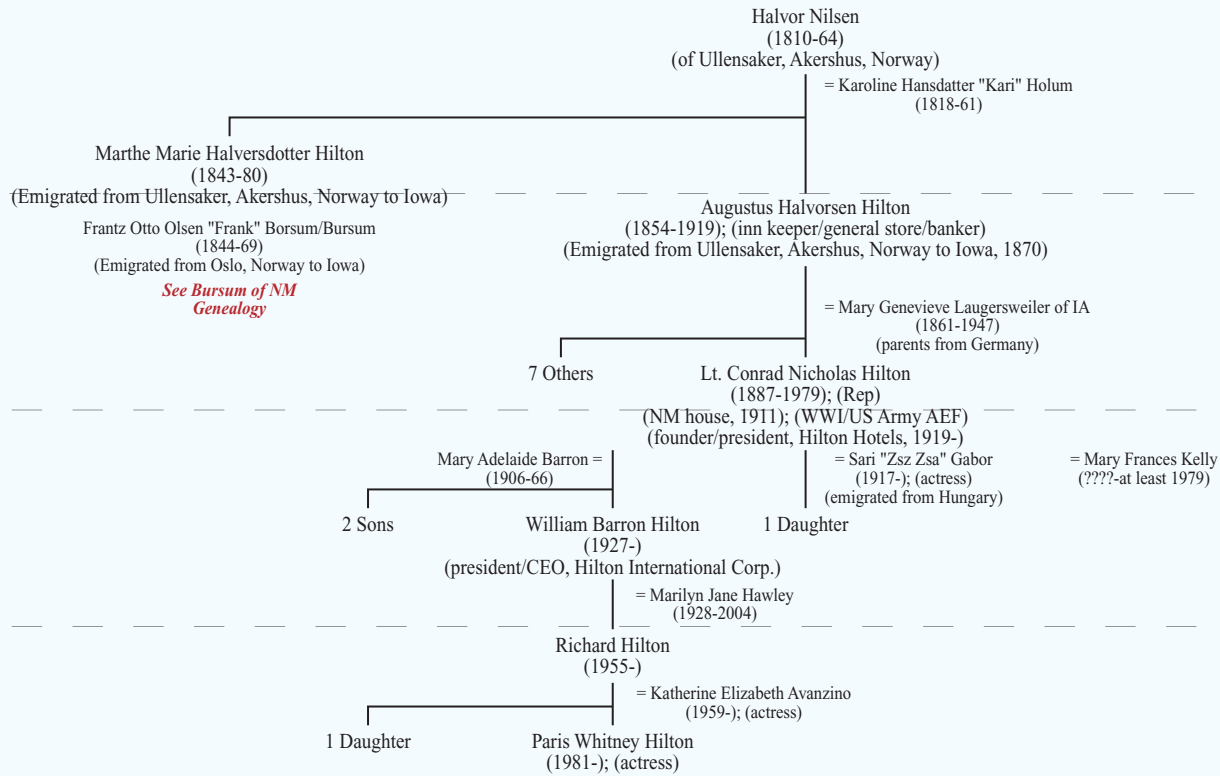 Halvor Nilsen
(1810-64)
(of Ullensaker, Akershus, Norway)
= Karoline Hansdatter "Kari" Holum
(1818-61)
Marthe Marie Halversdotter Hilton
(1843-80)
(Emigrated from Ullensaker, Akershus, Norway to Iowa)
Frantz Otto Olsen "Frank" Borsum/Bursum
(1844-69)
(Emigrated from Oslo, Norway to Iowa)
See Bursum of NM
Genealogy
Augustus Halvorsen Hilton
(1854-1919); (inn keeper/general store/banker)
(Emigrated from Ullensaker, Akershus, Norway to Iowa, 1870)
= Mary Genevieve Laugersweiler of IA
(1861-1947)
(parents from Germany)
7 Others
Lt. Conrad Nicholas Hilton
(1887-1979); (Rep)
(NM house, 1911); (WWI/US Army AEF)
(founder/president, Hilton Hotels, 1919-)
Mary Adelaide Barron =
(1906-66)
= Sari "Zsz Zsa" Gabor
(1917-); (actress)
(emigrated from Hungary)
= Mary Frances Kelly
(????-at least 1979)
2 Sons
William Barron Hilton
(1927-)
(president/CEO, Hilton International Corp.)
1 Daughter
= Marilyn Jane Hawley
(1928-2004)
Richard Hilton
(1955-)
= Katherine Elizabeth Avanzino
(1959-); (actress)
1 Daughter
Paris Whitney Hilton
(1981-); (actress)